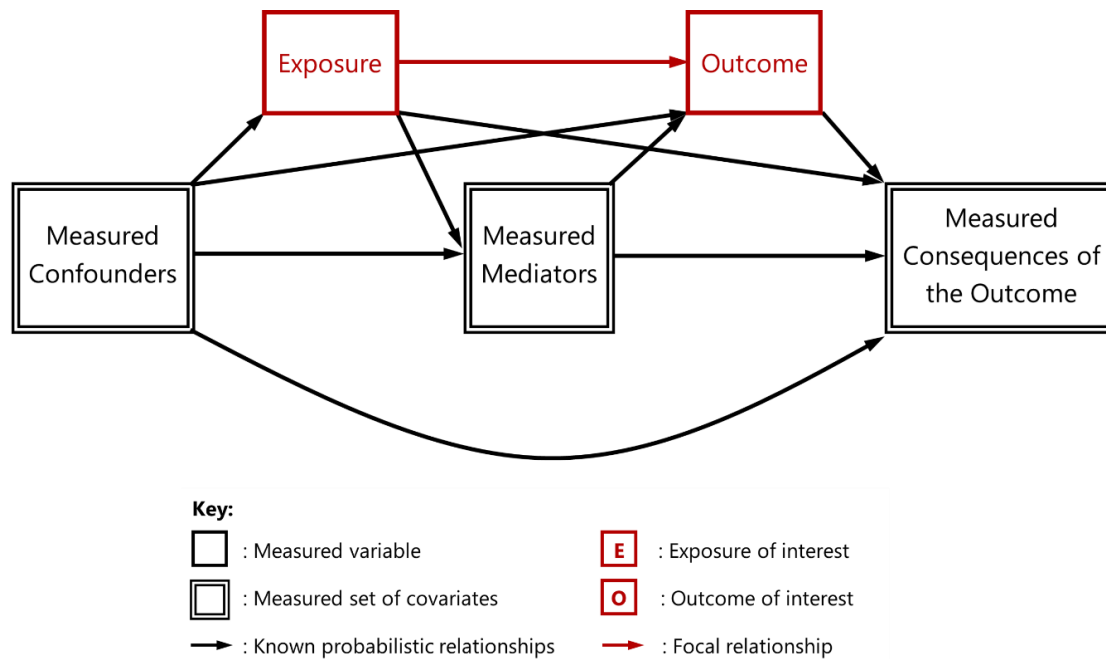 Exposure
Outcome
Measured
Confounders
Measured
Mediators
Measured
Consequences of
the Outcome
Key:
: Measured variable
E : Exposure of interest
: Measured set of covariates
O : Outcome of interest
: Known probabilistic relationships
: Focal relationship